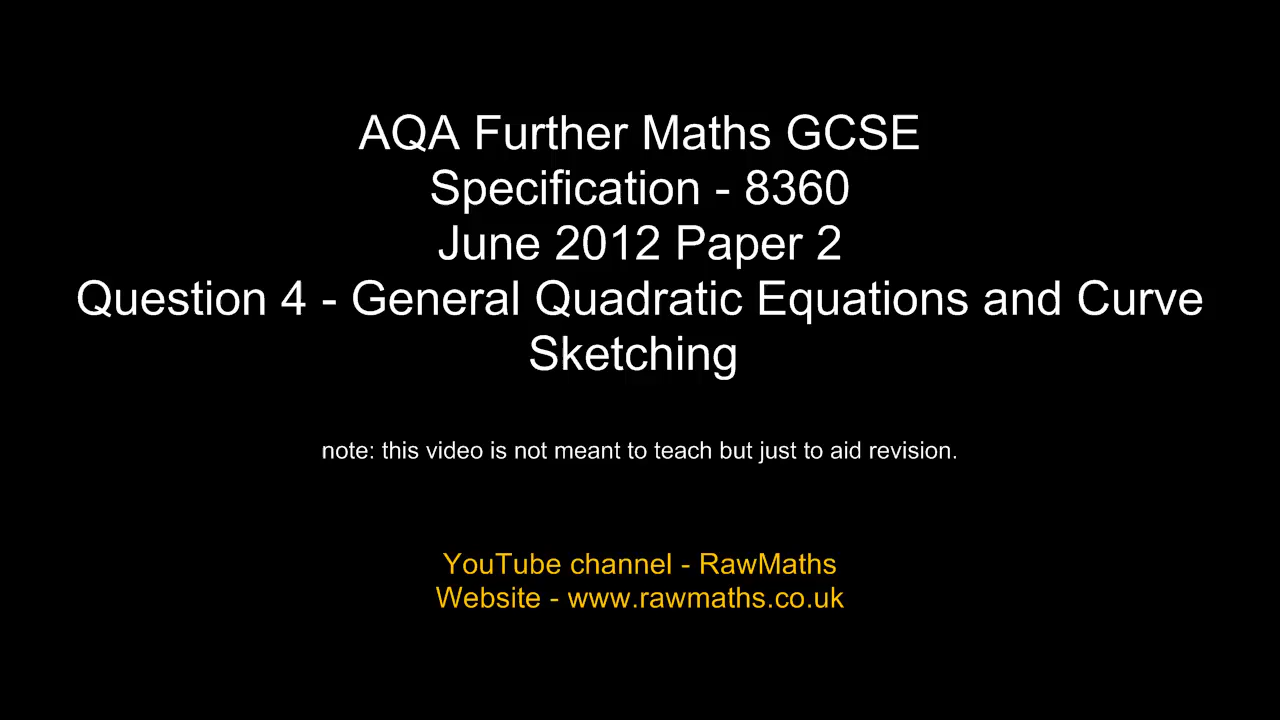 AQA Further Maths GCSE
Specification - 8360
June 2012 Paper 2
Question 4 - General Quadratic Equations and Curve
Sketching
note: this video is not meant to teach but just to aid revision.
YouTube channel - RawMaths
Website - www.rawmaths.co.uk